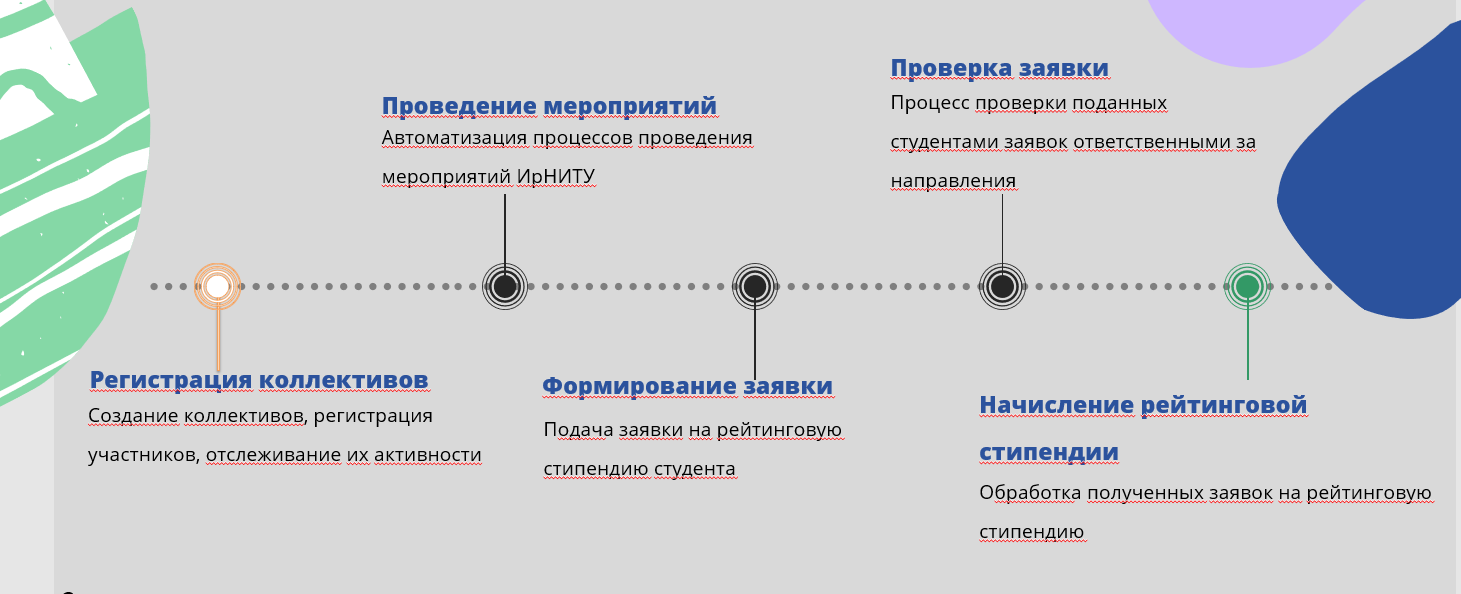 Регистрация коллективов
Создание коллективов, регистрация
участников, отслеживание их активности
Проведение мероприятий
Автоматизация процессов проведения
мероприятий ИрНИТУ
Формирование заявки
Подача заявки на рейтинговую
стипендию студента
Проверка заявки
Процесс проверки поданных
студентами заявок ответственными за
направления
Начисление рейтинговой
стипендии
Обработка полученных заявок на рейтинговую
стипендию